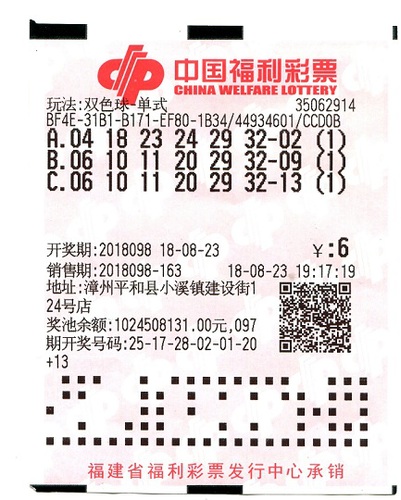 中国福利彩票
CHINA WELFARE LOTTERY
玩法:双色球-单式 35062914
BF4E-31B1-B171-EF80-1B34/44934601/CCD0B
A.04 18 23 24 29 32-02 (1)
B.06 10 11 20 29 32-09 (1)
C.06 10 11 20 29 32-13 (1)
开奖期:2018098 18-08-23 ￥:6
销售期:2018098-163 18-08-23 19:17:19
地址:漳州平和县小溪镇建设街1
24号店
奖池余额:1024508131.00元,097
期开奖号码:25-17-28-02-01-20
+13
福建省福利彩票发行中心承销